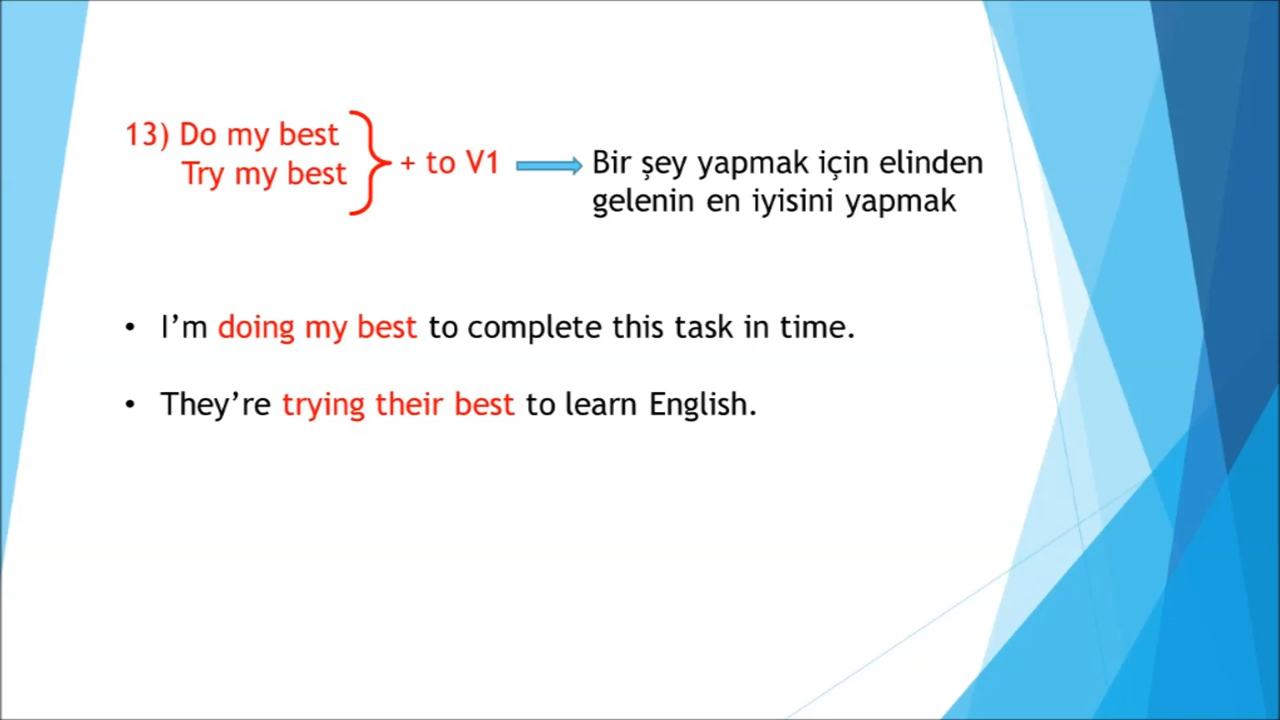 13) Do my best
Try my best
+ to V1
Bir şey yapmak için elinden
gelenin en iyisini yapmak
• I’m doing my best to complete this task in time.
• They’re trying their best to learn English.